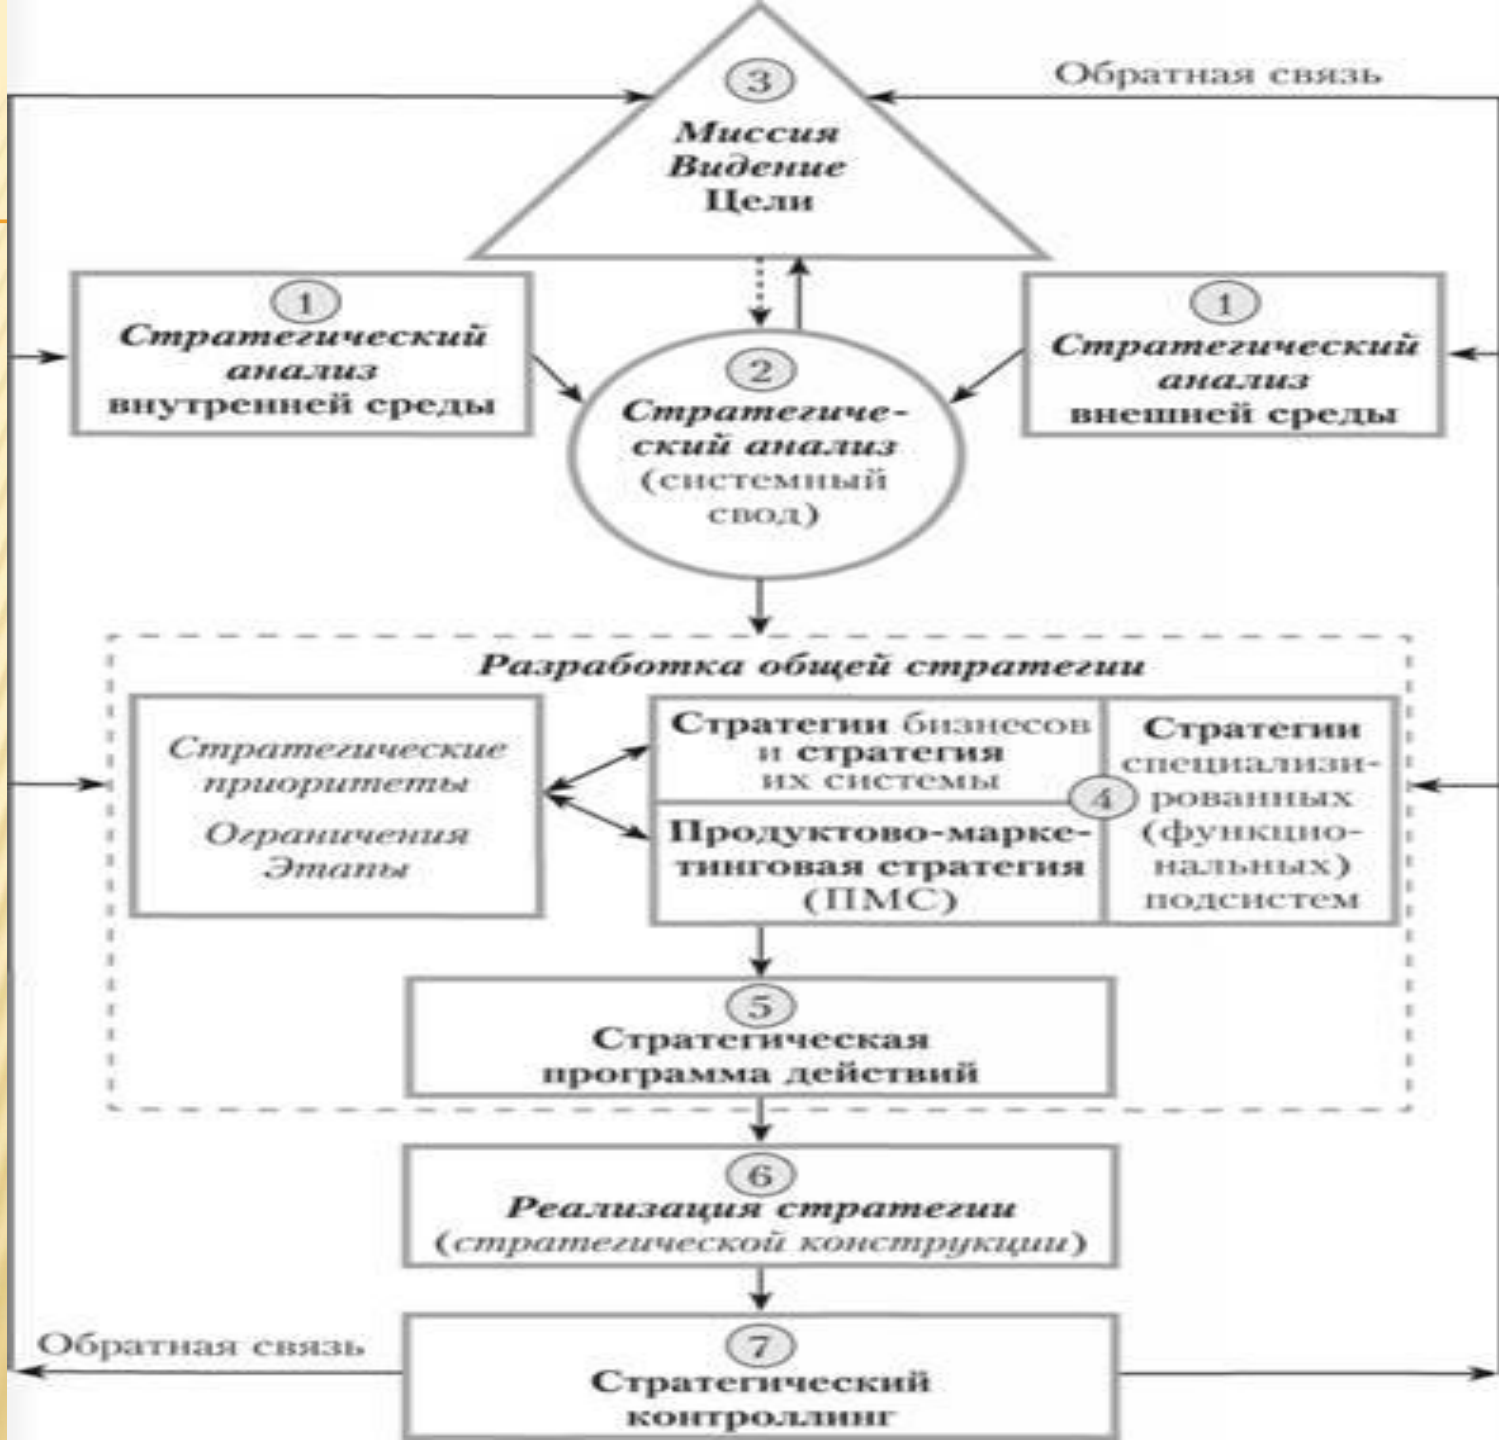 Обратная связь
3
Миссия
Видение
Цели
1
Стратегический
анализ
внутренней среды
1
Стратегический
анализ
внешней среды
2
Стратегиче-
ский анализ
(системный
свод)
Разработка общей стратегии
Стратегические
приоритеты
Ограничения
Этапы
Стратегии бизнесов
и стратегия
их системы
4
Продуктово-марке-
тинговая стратегия
(ПМС)
Стратегии
специализи-
рованных
(функцио-
нальных)
подсистем
5
Стратегическая
программа действий
6
Реализация стратегии
(стратегической конструкции)
Обратная связь
7
Стратегический
контроллинг